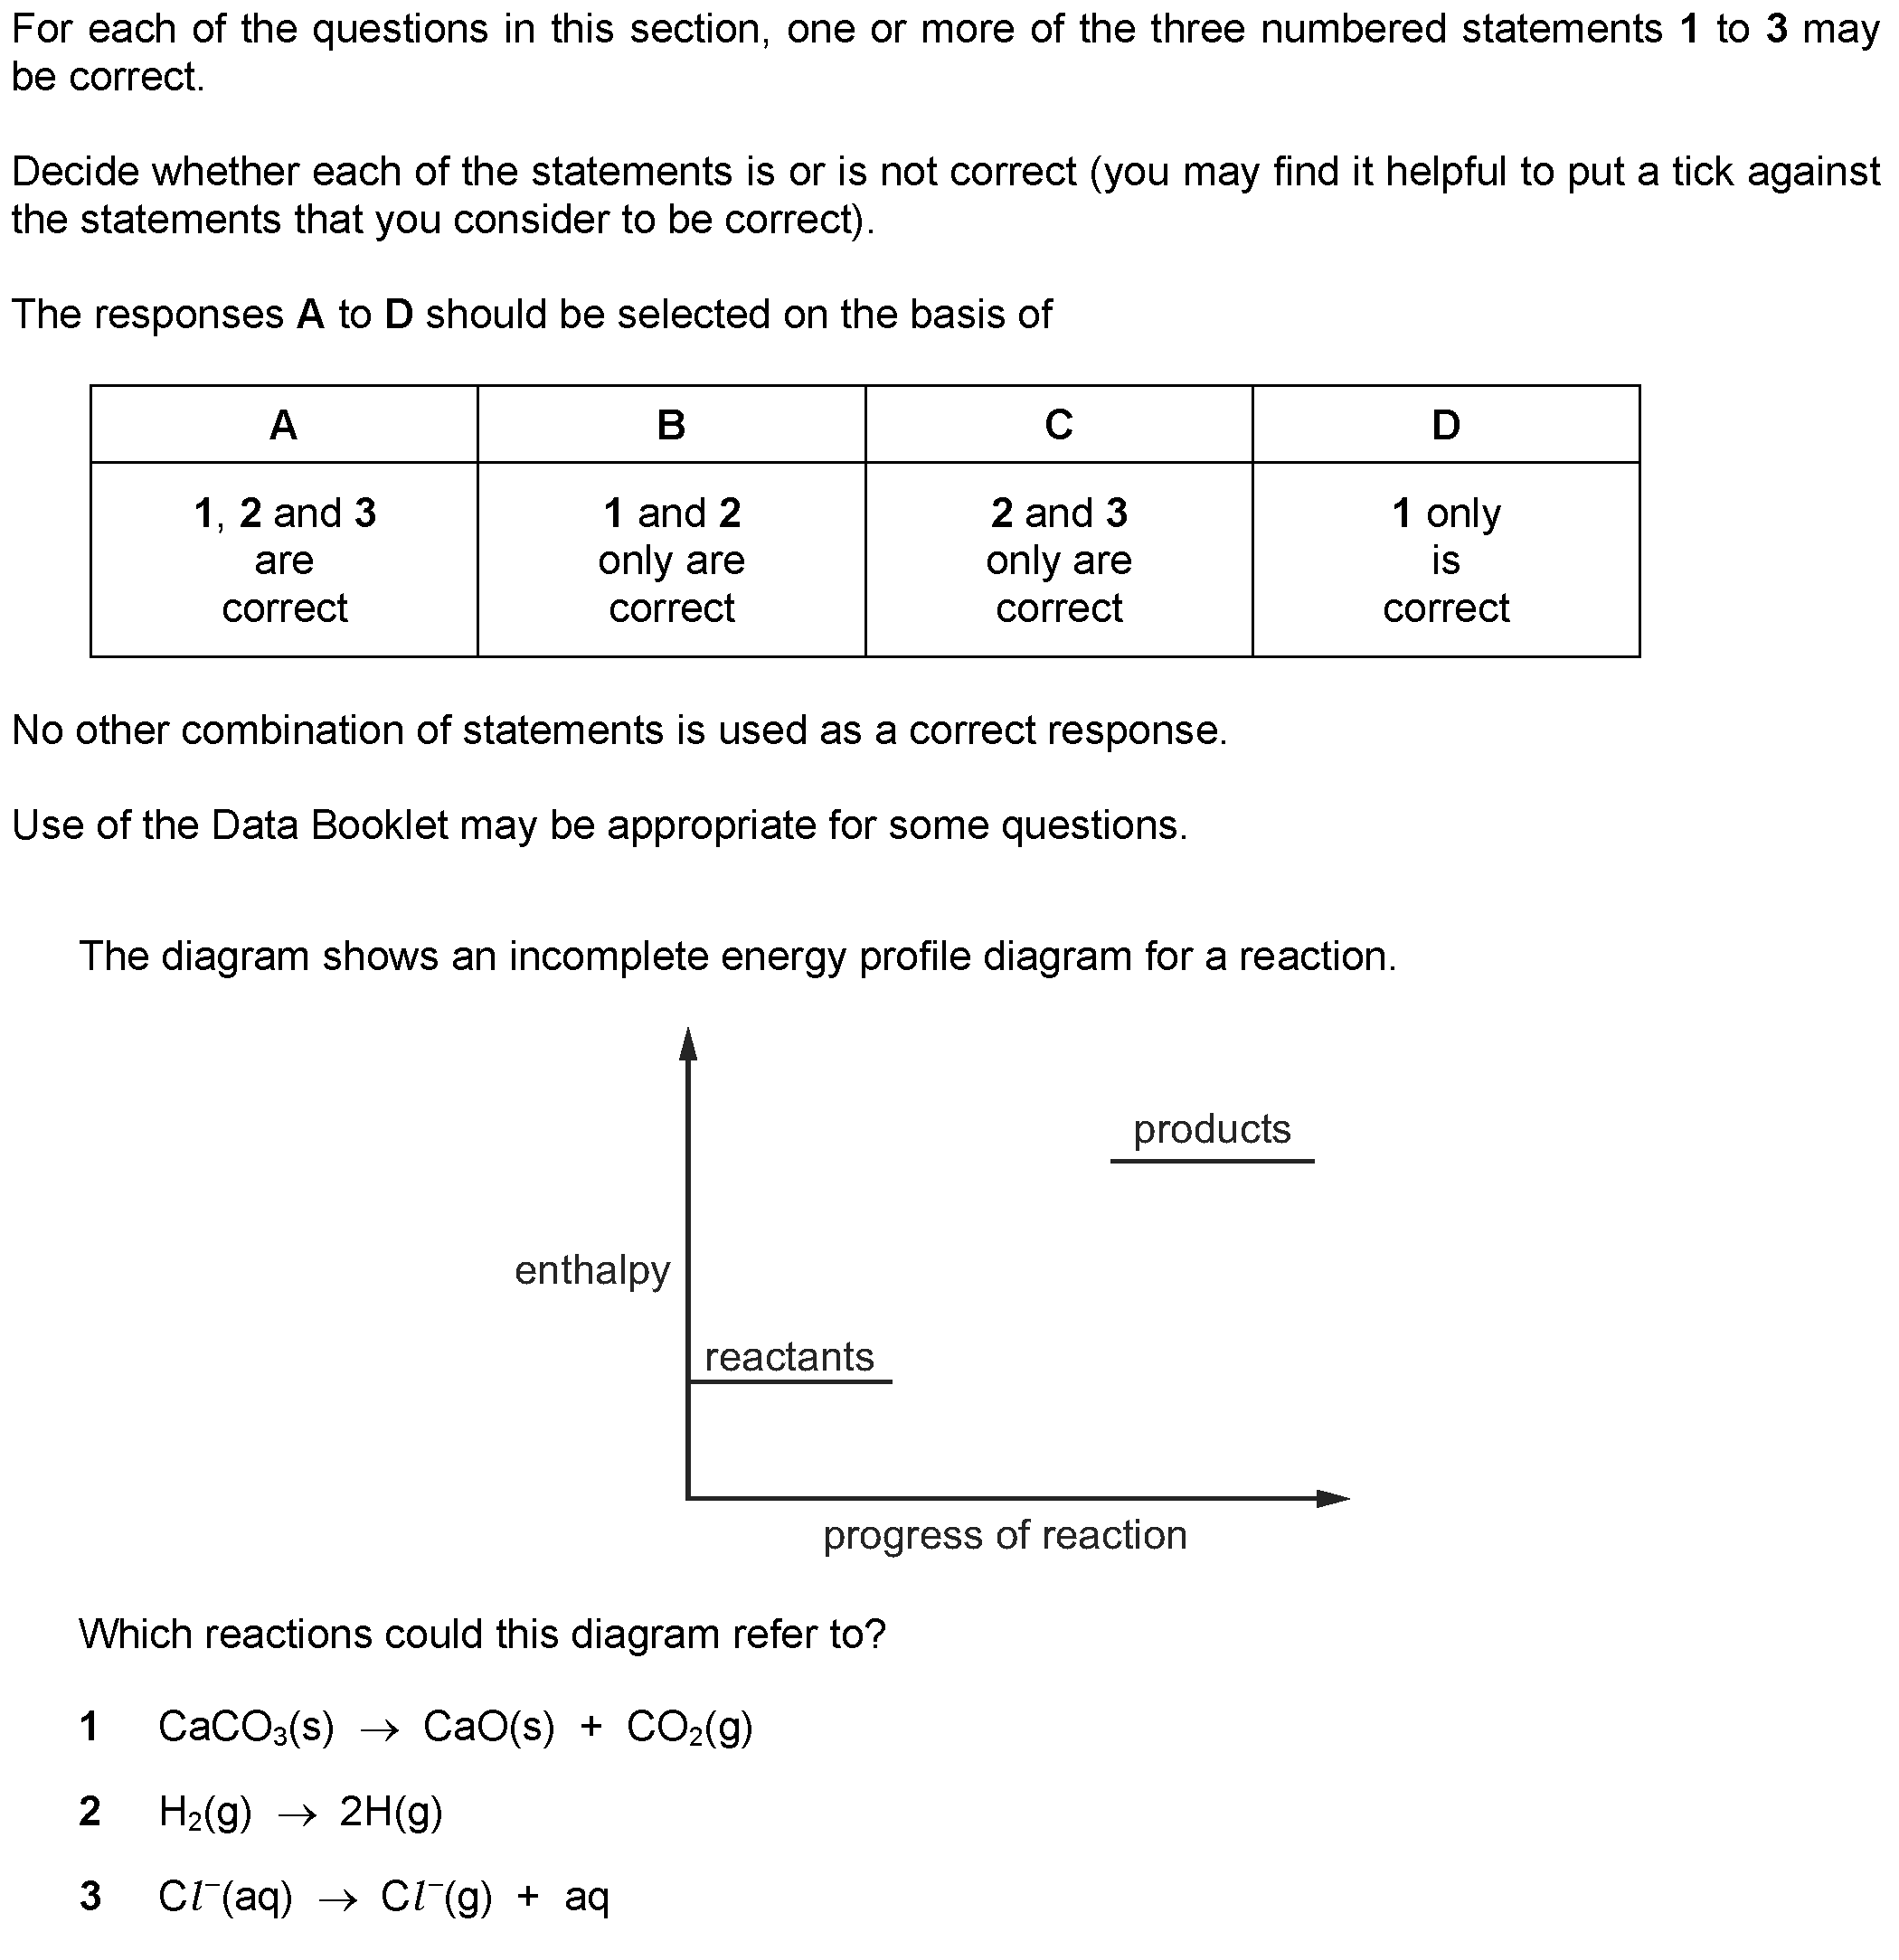 For each of the questions in this section, one or more of the three numbered statements 1 to 3 may
be correct.
Decide whether each of the statements is or is not correct (you may find it helpful to put a tick against
the statements that you consider to be correct).
The responses A to D should be selected on the basis of
A B C D
1, 2 and 3 1 and 2 2 and 3 1 only
are only are only are is
correct correct correct correct
No other combination of statements is used as a correct response.
Use of the Data Booklet may be appropriate for some questions.
The diagram shows an incomplete energy profile diagram for a reaction.
products
enthalpy
reactants
progress of reaction
Which reactions could this diagram refer to?
1 CaCO₃(s) → CaO(s) + CO₂(g)
2 H₂(g) → 2H(g)
3 Cl⁻(aq) → Cl⁻(g) + aq